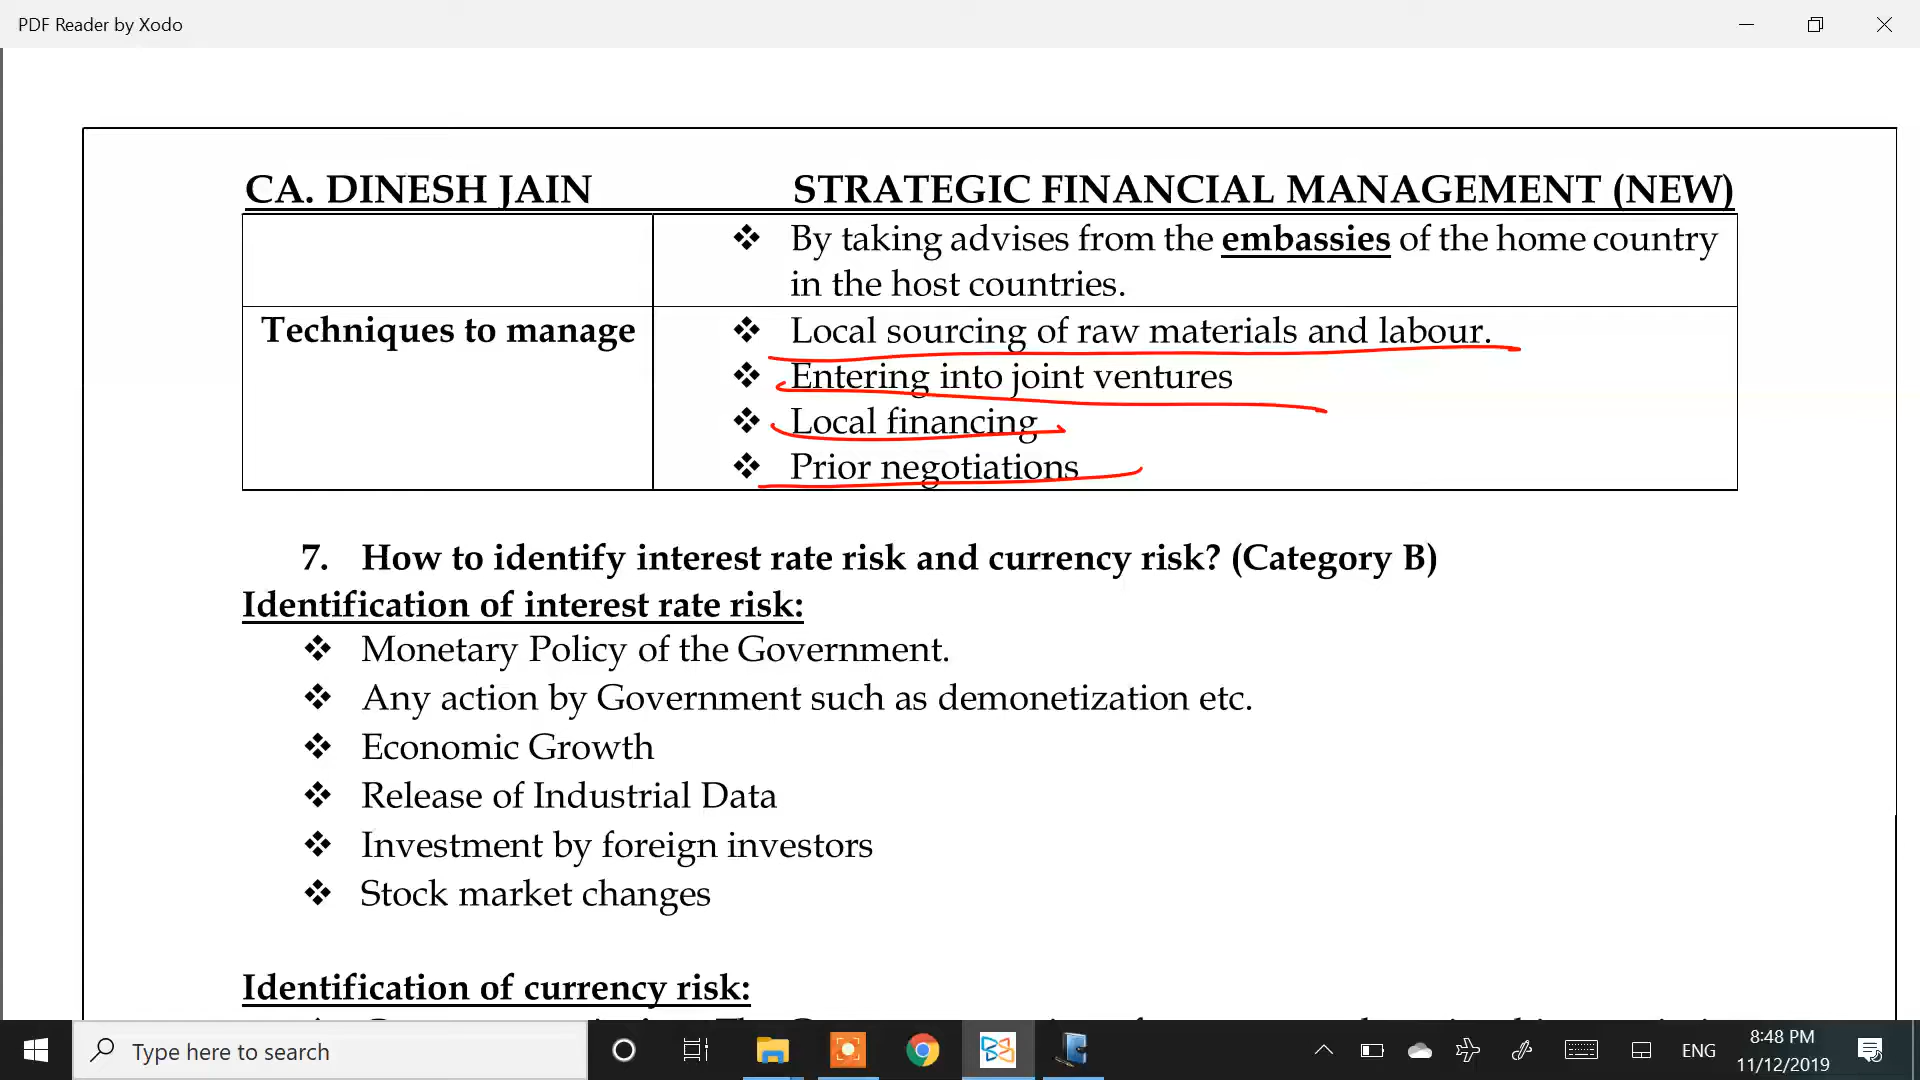 PDF Reader by Xodo
CA. DINESH JAIN STRATEGIC FINANCIAL MANAGEMENT (NEW)
❖ By taking advises from the embassies of the home country
in the host countries.
Techniques to manage
❖ Local sourcing of raw materials and labour.
❖ Entering into joint ventures
❖ Local financing
❖ Prior negotiations
7. How to identify interest rate risk and currency risk? (Category B)
Identification of interest rate risk:
❖ Monetary Policy of the Government.
❖ Any action by Government such as demonetization etc.
❖ Economic Growth
❖ Release of Industrial Data
❖ Investment by foreign investors
❖ Stock market changes
Identification of currency risk:
Type here to search
ENG
8:48 PM
11/12/2019